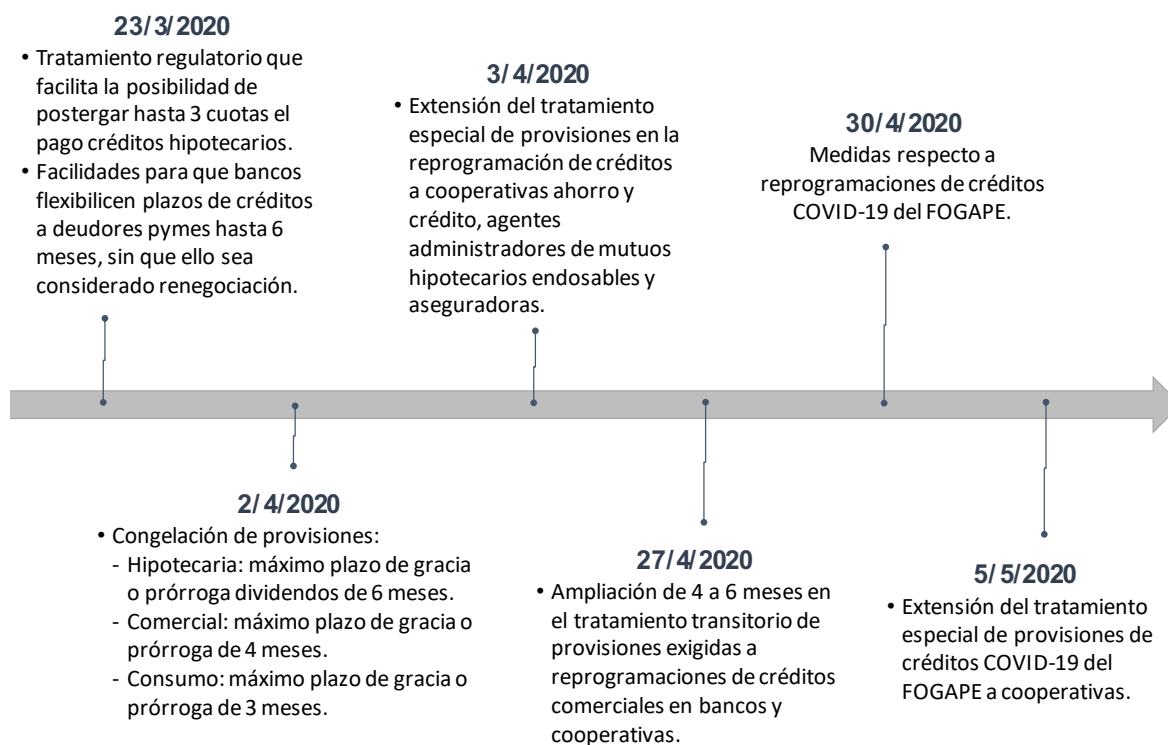 23/3/2020
• Tratamiento regulatorio que
facilita la posibilidad de
postergar hasta 3 cuotas el
pago créditos hipotecarios.
• Facilidades para que bancos
flexibilicen plazos de créditos
a deudores pymes hasta 6
meses, sin que ello sea
considerado renegociación.
3/4/2020
• Extensión del tratamiento
especial de provisiones en la
reprogramación de créditos
a cooperativas ahorro y
crédito, agentes
administradores de mutuos
hipotecarios endosables y
aseguradoras.
30/4/2020
Medidas respecto a
reprogramaciones de créditos
COVID-19 del FOGAPE.
2/4/2020
• Congelación de provisiones:
- Hipotecaria: máximo plazo de gracia
o prórroga dividendos de 6 meses.
- Comercial: máximo plazo de gracia o
prórroga de 4 meses.
- Consumo: máximo plazo de gracia o
prórroga de 3 meses.
27/4/2020
• Ampliación de 4 a 6 meses en
el tratamiento transitorio de
provisiones exigidas a
reprogramaciones de créditos
comerciales en bancos y
cooperativas.
5/5/2020
• Extensión del tratamiento
especial de provisiones de
créditos COVID-19 del
FOGAPE a cooperativas.